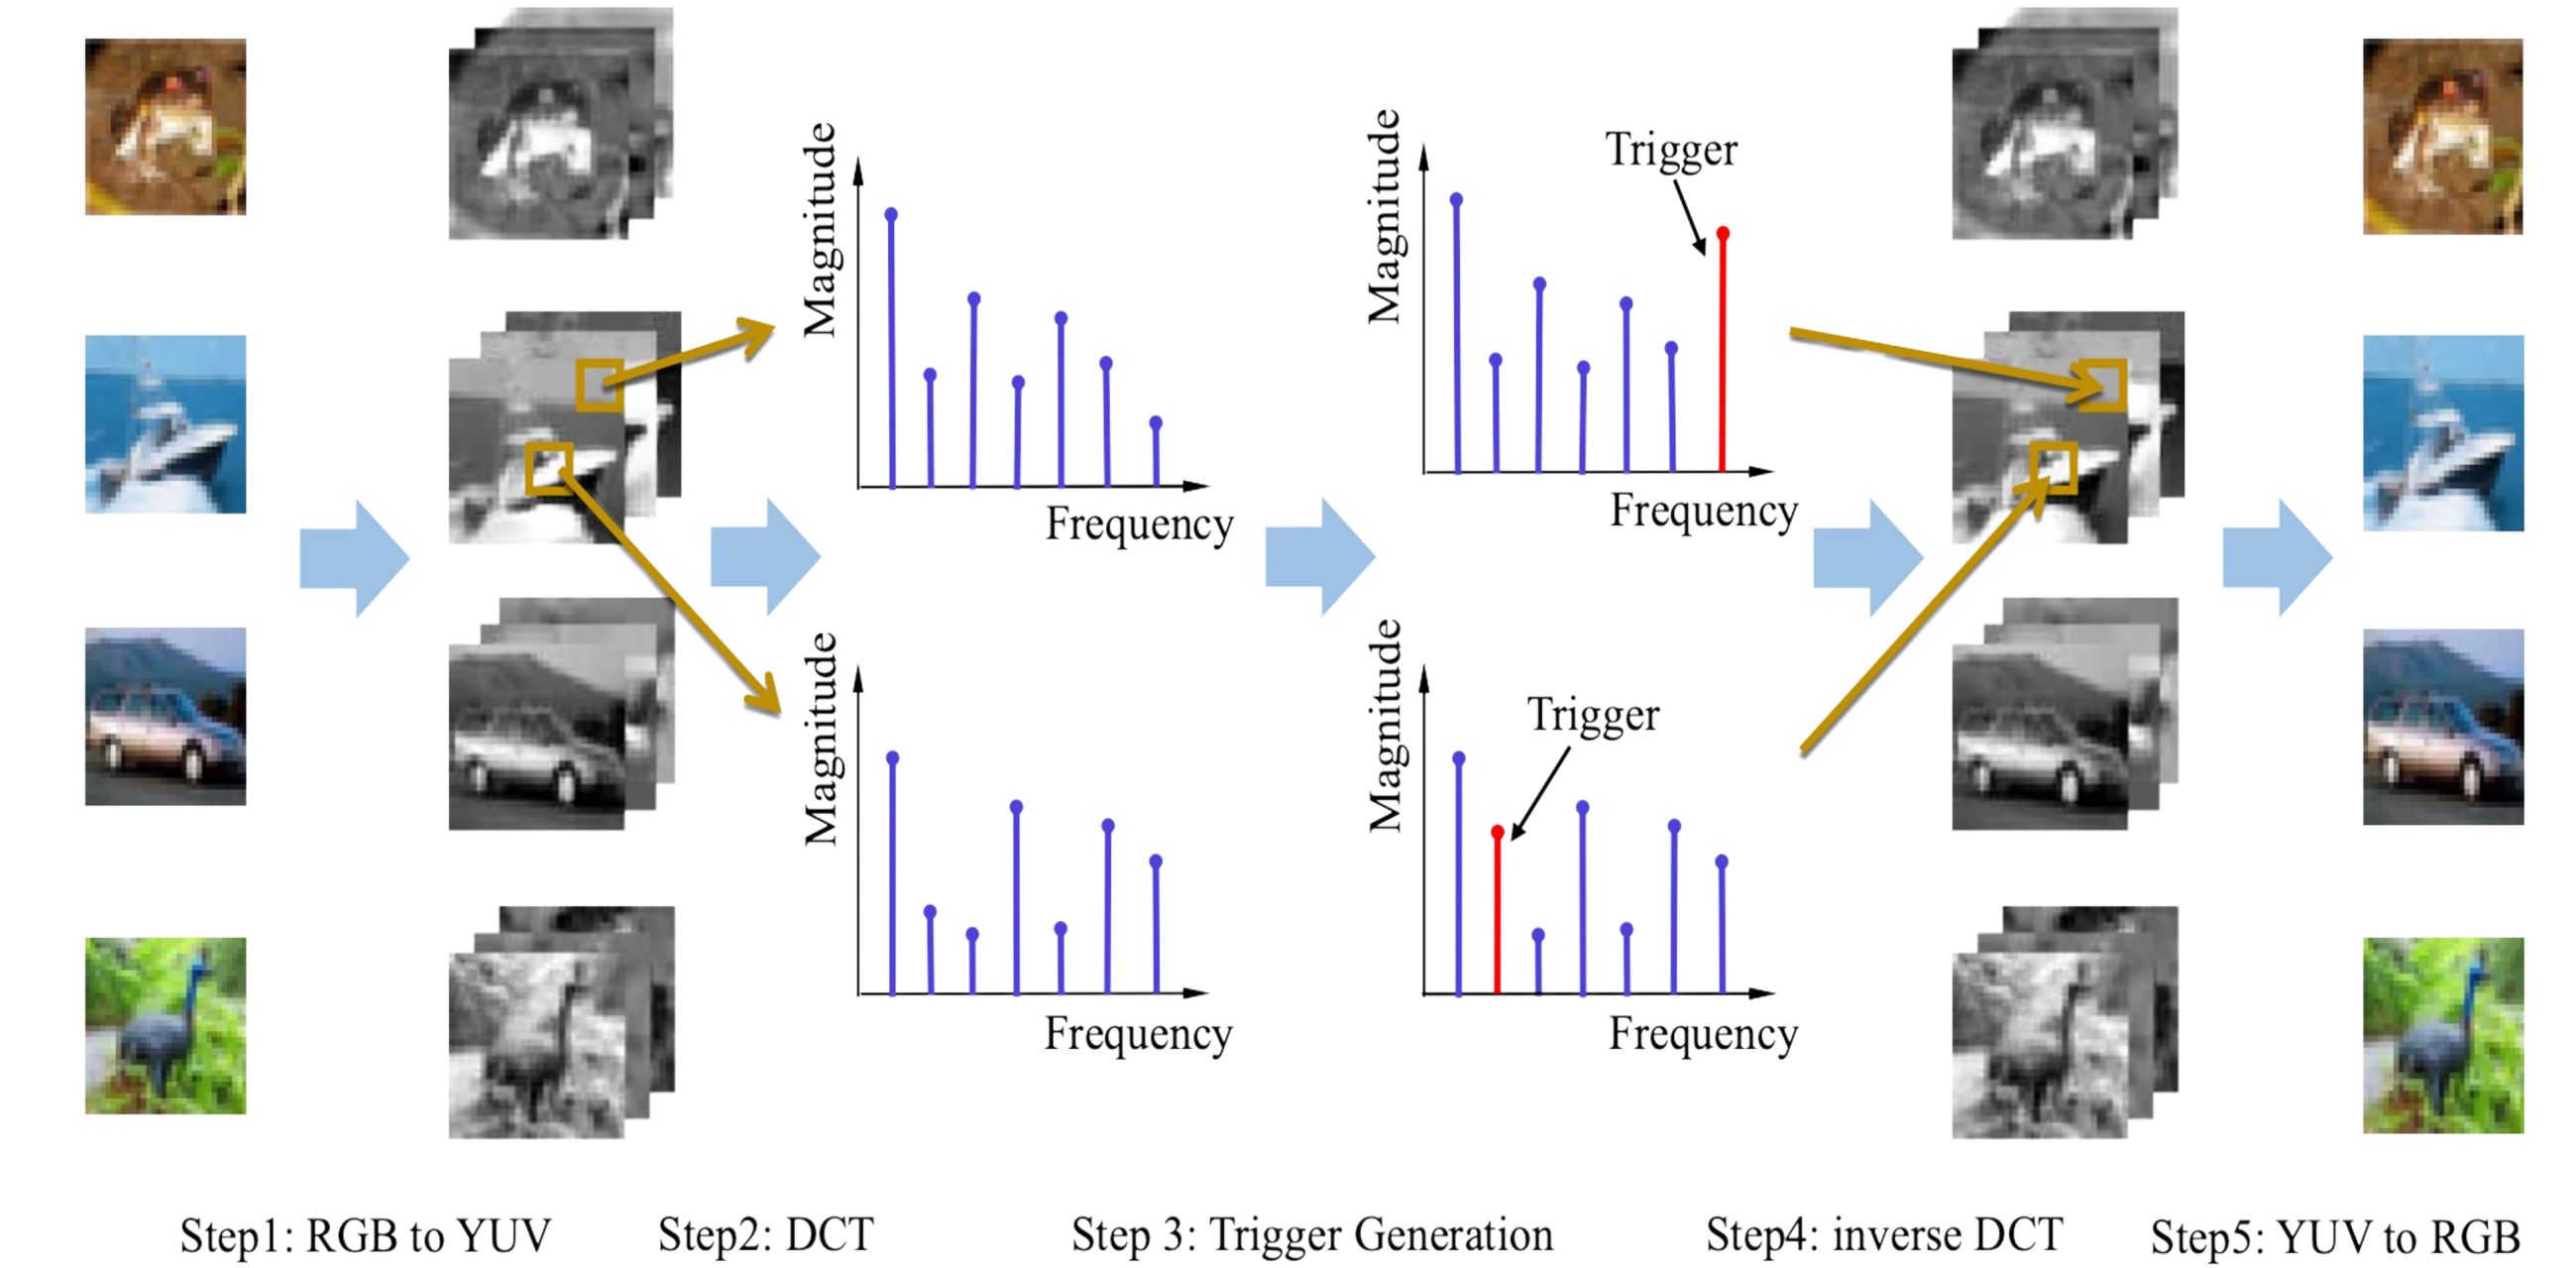 Magnitude
Frequency
Magnitude
Trigger
Frequency
Magnitude
Frequency
Magnitude
Trigger
Frequency
Step1: RGB to YUV
Step2: DCT
Step 3: Trigger Generation
Step4: inverse DCT
Step5: YUV to RGB